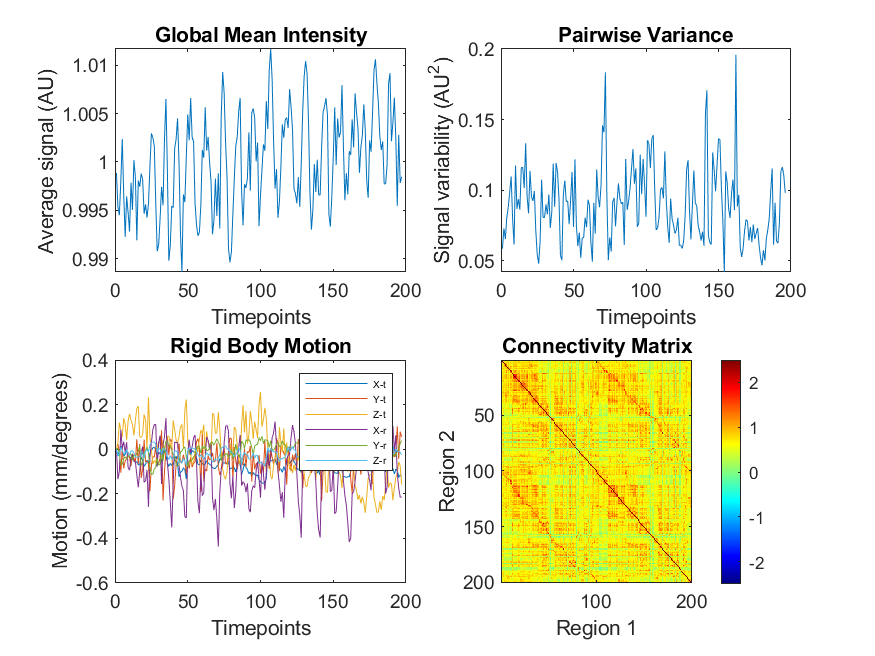 Global Mean Intensity
Average signal (AU)
1.01
1.005
1
0.995
0.99
0 50 100 150 200
Timepoints
Pairwise Variance
Signal variability (AU²)
0.2
0.15
0.1
0.05
0 50 100 150 200
Timepoints
Rigid Body Motion
Motion (mm/degrees)
0.4
0.2
0
-0.2
-0.4
-0.6
X-t
Y-t
Z-t
X-r
Y-r
Z-r
0 50 100 150 200
Timepoints
Connectivity Matrix
Region 2
50
100
150
200
100 200
Region 1
2
1
0
-1
-2